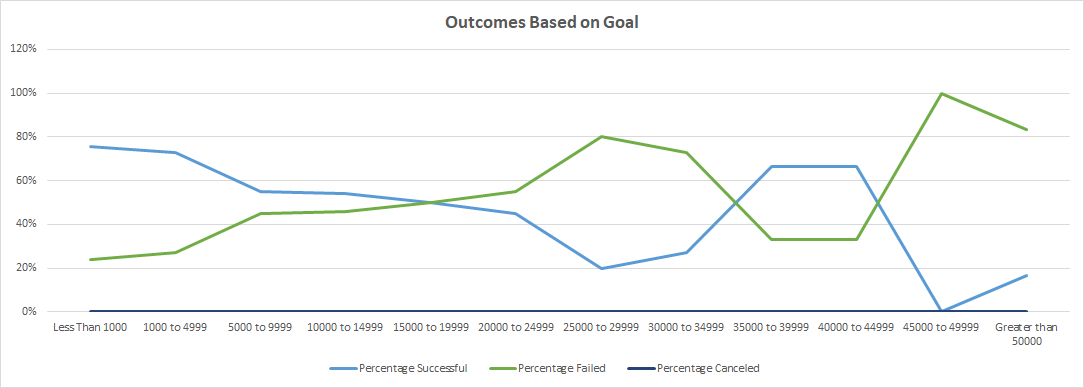 Outcomes Based on Goal
120%
100%
80%
60%
40%
20%
0%
Less Than 1000
1000 to 4999
5000 to 9999
10000 to 14999
15000 to 19999
20000 to 24999
25000 to 29999
30000 to 34999
35000 to 39999
40000 to 44999
45000 to 49999
Greater than
50000
Percentage Successful
Percentage Failed
Percentage Canceled